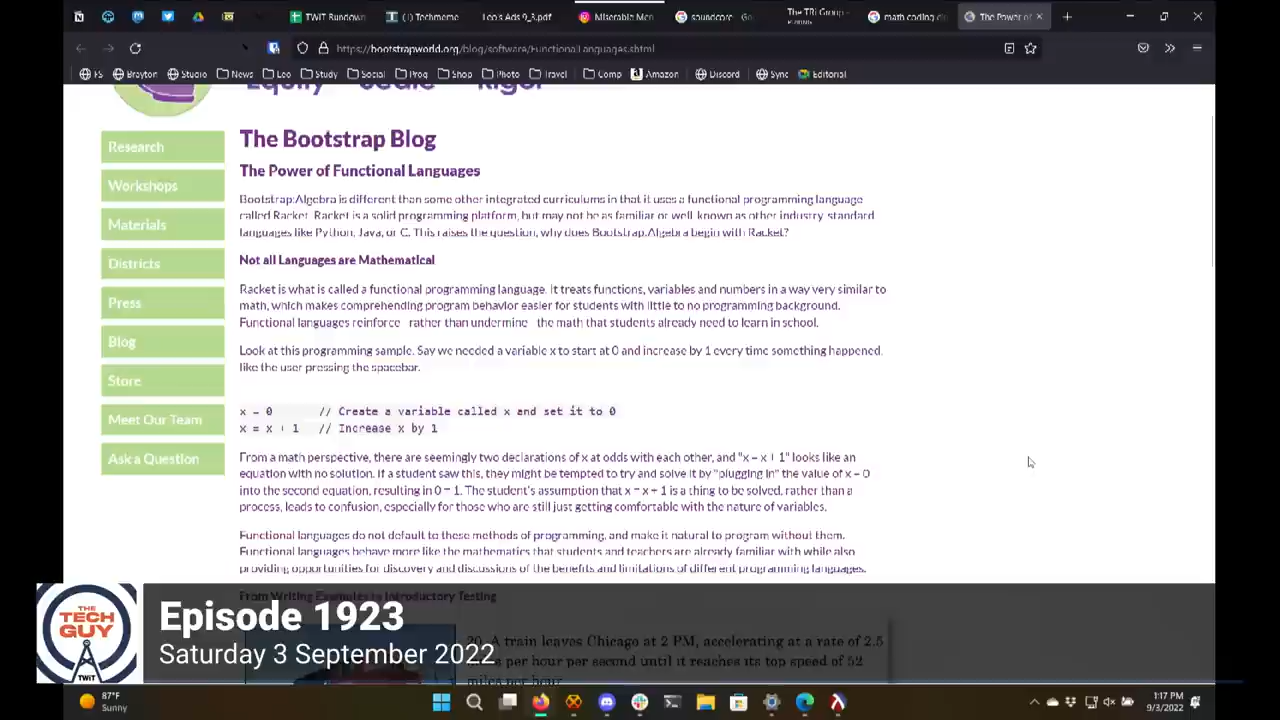 TWIT Rundown
Techmeme
Leo's Ads 9_3.pdf
Miserable Men
soundcore - Go
The TRi Group -
math coding cl
The Power of
https://bootstrapworld.org/blog/software/FunctionalLanguages.shtml
FS
Brayton
Studio
News
Leo
Study
Social
Prog
Shop
Photo
Travel
Comp
Amazon
Discord
Sync
Editorial
Equity Scale Rigor
Research
Workshops
Materials
Districts
Press
Blog
Store
Meet Our Team
Ask a Question
The Bootstrap Blog
The Power of Functional Languages
Bootstrap:Algebra is different than some other integrated curriculums in that it uses a functional programming language
called Racket. Racket is a solid programming platform, but may not be as familiar or well-known as other industry-standard
languages like Python, Java, or C. This raises the question, why does Bootstrap:Algebra begin with Racket?
Not all Languages are Mathematical
Racket is what is called a functional programming language. It treats functions, variables and numbers in a way very similar to
math, which makes comprehending program behavior easier for students with little to no programming background.
Functional languages reinforce - rather than undermine - the math that students already need to learn in school.
Look at this programming sample. Say we needed a variable x to start at 0 and increase by 1 every time something happened,
like the user pressing the spacebar.
x = 0 // Create a variable called x and set it to 0
x = x + 1 // Increase x by 1
From a math perspective, there are seemingly two declarations of x at odds with each other, and "x = x + 1" looks like an
equation with no solution. If a student saw this, they might be tempted to try and solve it by "plugging in" the value of x = 0
into the second equation, resulting in 0 = 1. The student's assumption that x = x + 1 is a thing to be solved, rather than a
process, leads to confusion, especially for those who are still just getting comfortable with the nature of variables.
Functional languages do not default to these methods of programming, and make it natural to program without them.
Functional languages behave more like the mathematics that students and teachers are already familiar with while also
providing opportunities for discovery and discussions of the benefits and limitations of different programming languages.
From Writing Examples to Introductory Testing
20. A train leaves Chicago at 2 PM, accelerating at a rate of 2.5
miles per hour per second until it reaches its top speed of 52
miles per hour
THE
TECH
GUY
TWiT
Episode 1923
Saturday 3 September 2022
87°F
Sunny
1:17 PM
9/3/2022